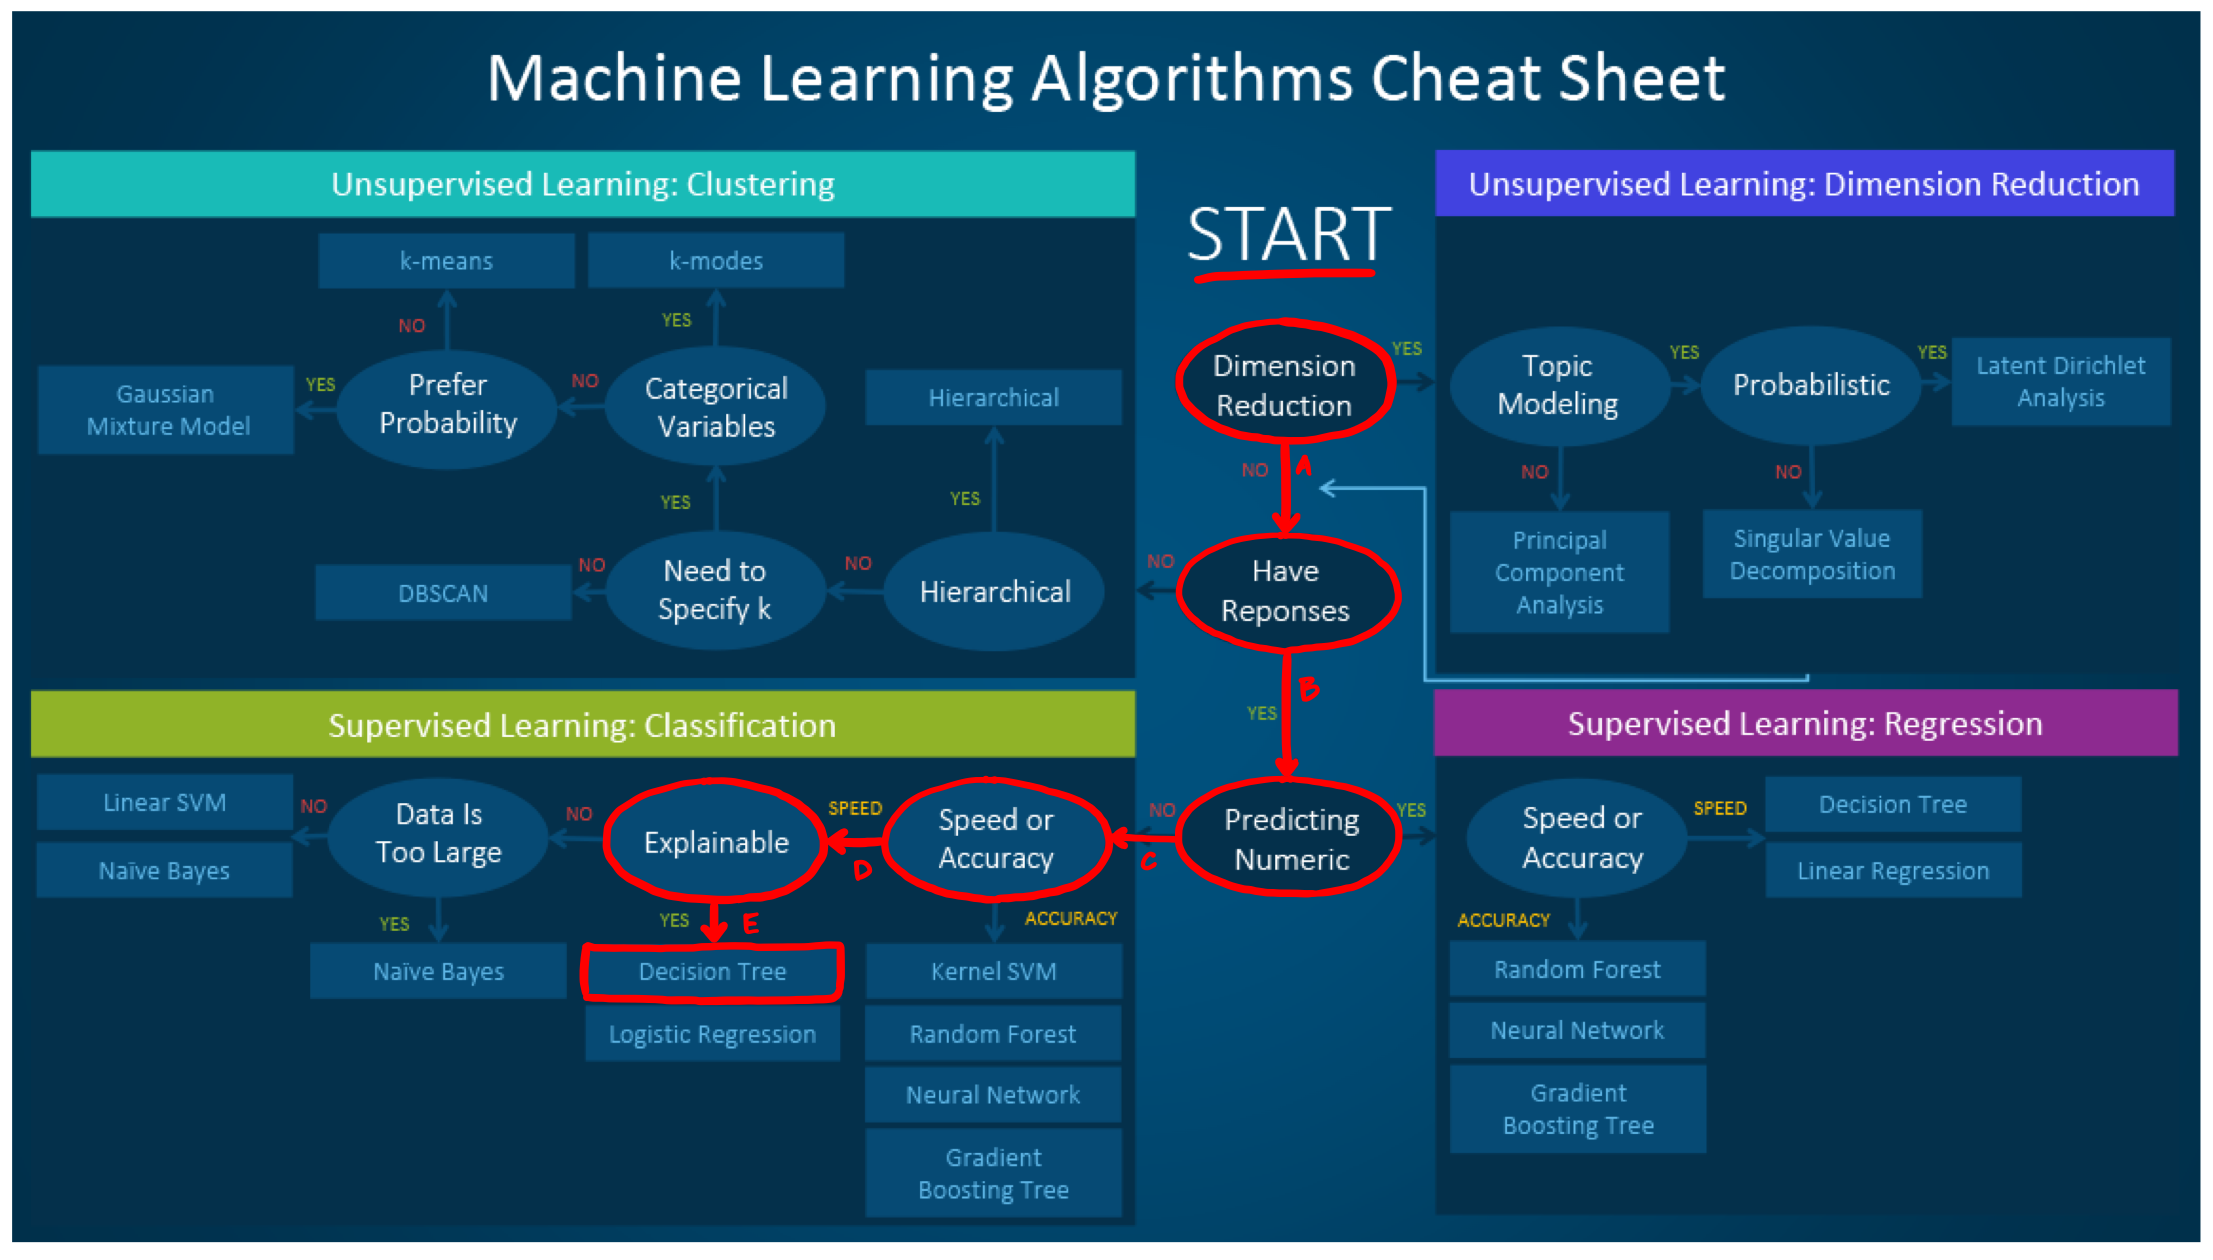 Machine Learning Algorithms Cheat Sheet
Unsupervised Learning: Clustering
k-means
k-modes
NO
YES
Gaussian
Mixture Model
YES
Prefer
Probability
NO
Categorical
Variables
Hierarchical
YES
YES
DBSCAN
NO
Need to
Specify k
NO
Hierarchical
START
Dimension
Reduction
YES
NO
A
Have
Reponses
NO
B
YES
Predicting
Numeric
NO
YES
C
Unsupervised Learning: Dimension Reduction
Topic
Modeling
YES
Probabilistic
YES
Latent Dirichlet
Analysis
NO
NO
Principal
Component
Analysis
Singular Value
Decomposition
Supervised Learning: Classification
Linear SVM
Naïve Bayes
NO
Data Is
Too Large
NO
Explainable
SPEED
D
Speed or
Accuracy
YES
YES
E
ACCURACY
Naïve Bayes
Decision Tree
Logistic Regression
Kernel SVM
Random Forest
Neural Network
Gradient
Boosting Tree
Supervised Learning: Regression
Speed or
Accuracy
SPEED
Decision Tree
Linear Regression
ACCURACY
Random Forest
Neural Network
Gradient
Boosting Tree